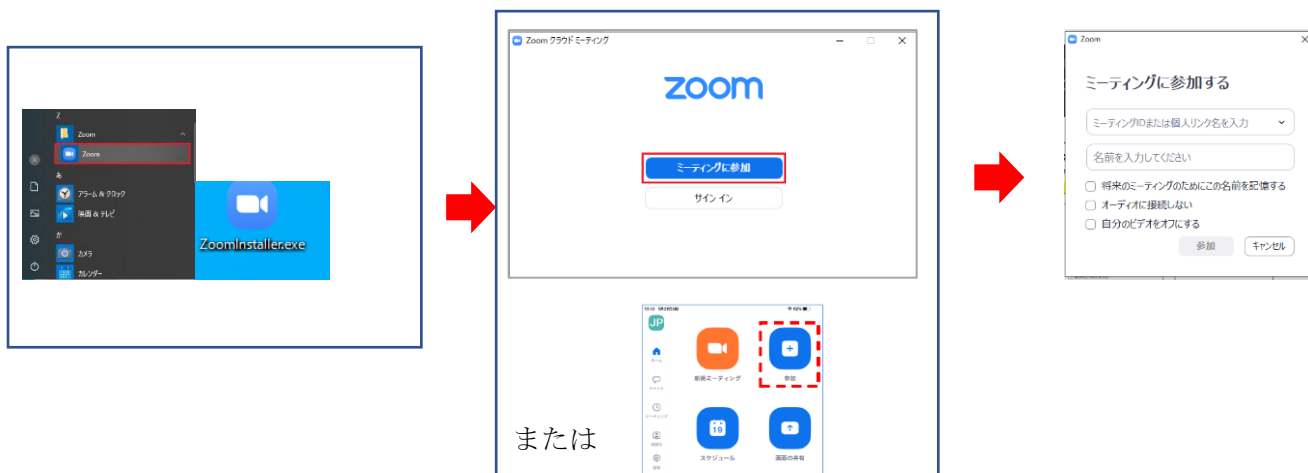 Z
Zoom
Zoom
あ
アラーム & クロック
映画 & テレビ
か
カメラ
カレンダー
ZoomInstaller.exe
Zoom クラウド ミーティング
zoom
ミーティングに参加
サイン イン
または
JP
新規ミーティング
参加
19
スケジュール
画面の共有
Zoom
ミーティングに参加する
ミーティングIDまたは個人リンク名を入力
名前を入力してください
将来のミーティングのためにこの名前を記憶する
オーディオに接続しない
自分のビデオをオフにする
参加
キャンセル